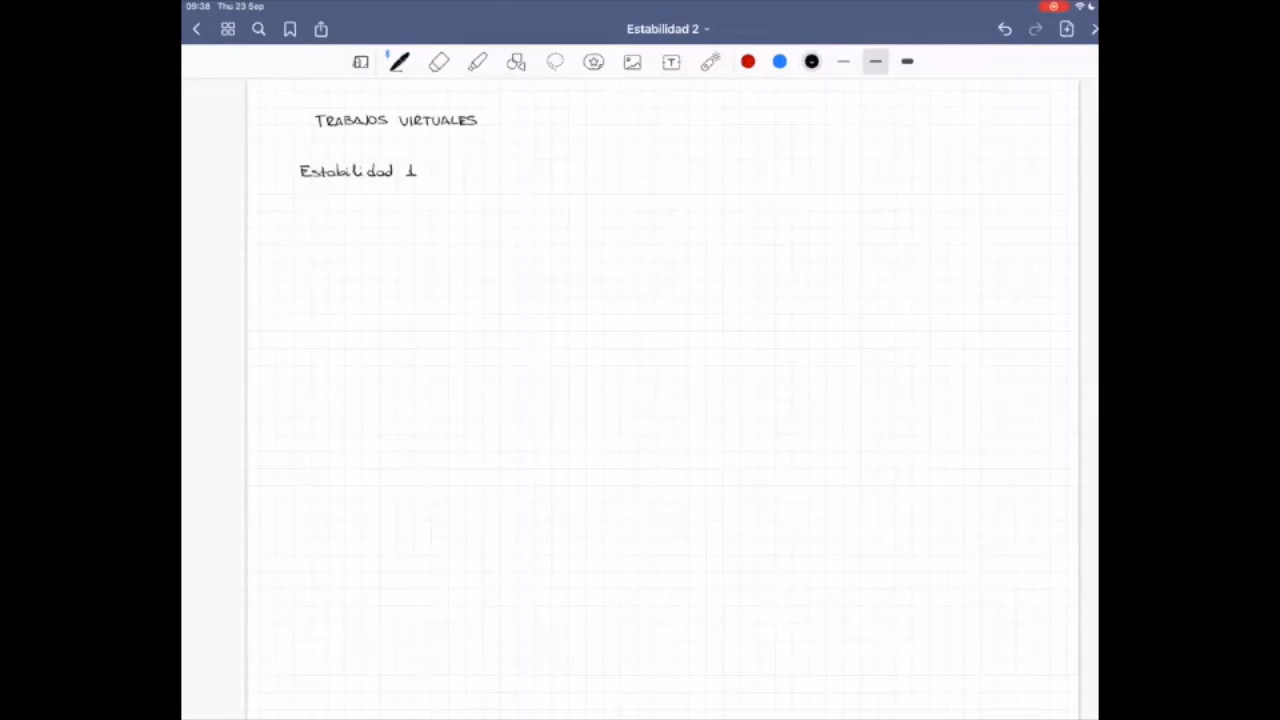 09:38 Thu 23 Sep
Estabilidad 2
T
TRABAJOS VIRTUALES
Estabilidad 1